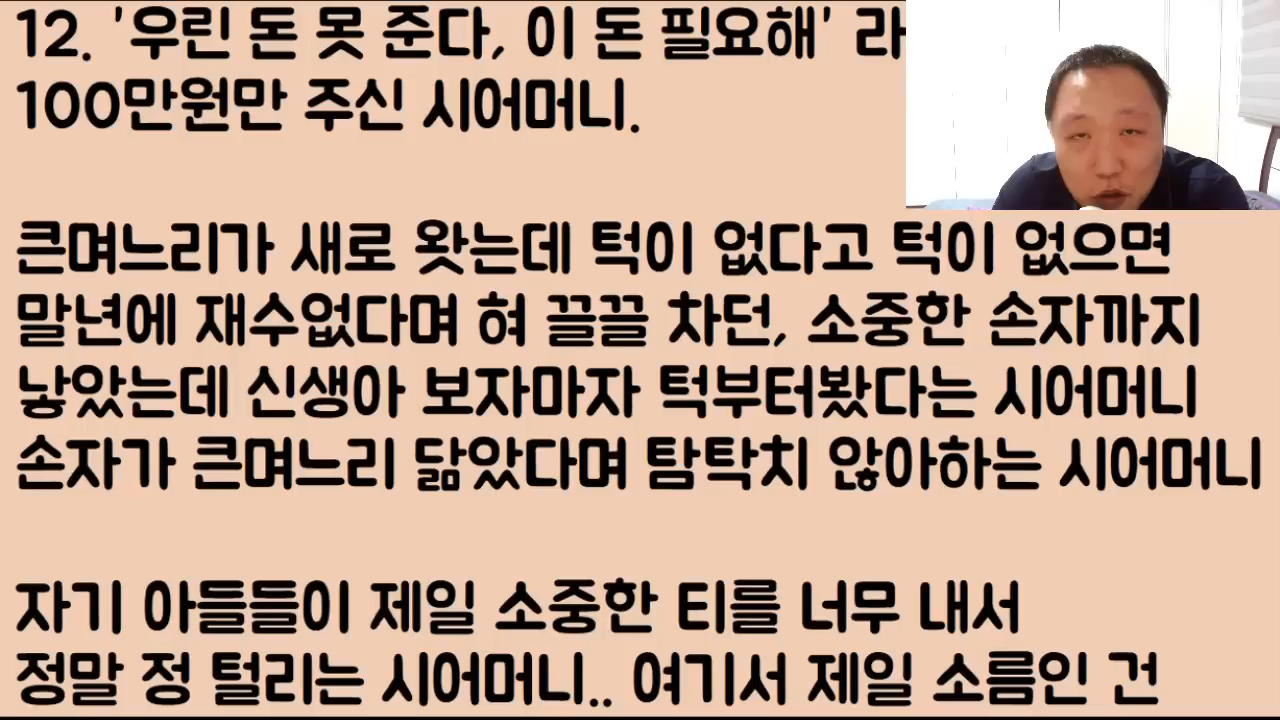 12. '우린 돈 못 준다, 이 돈 필요해' 라
100만원만 주신 시어머니.
큰며느리가 새로 왓는데 턱이 없다고 턱이 없으면
말년에 재수없다며 혀 끌끌 차던, 소중한 손자까지
낳았는데 신생아 보자마자 턱부터봤다는 시어머니
손자가 큰며느리 닮았다며 탐탁치 않아하는 시어머니
자기 아들들이 제일 소중한 티를 너무 내서
정말 정 털리는 시어머니.. 여기서 제일 소름인 건